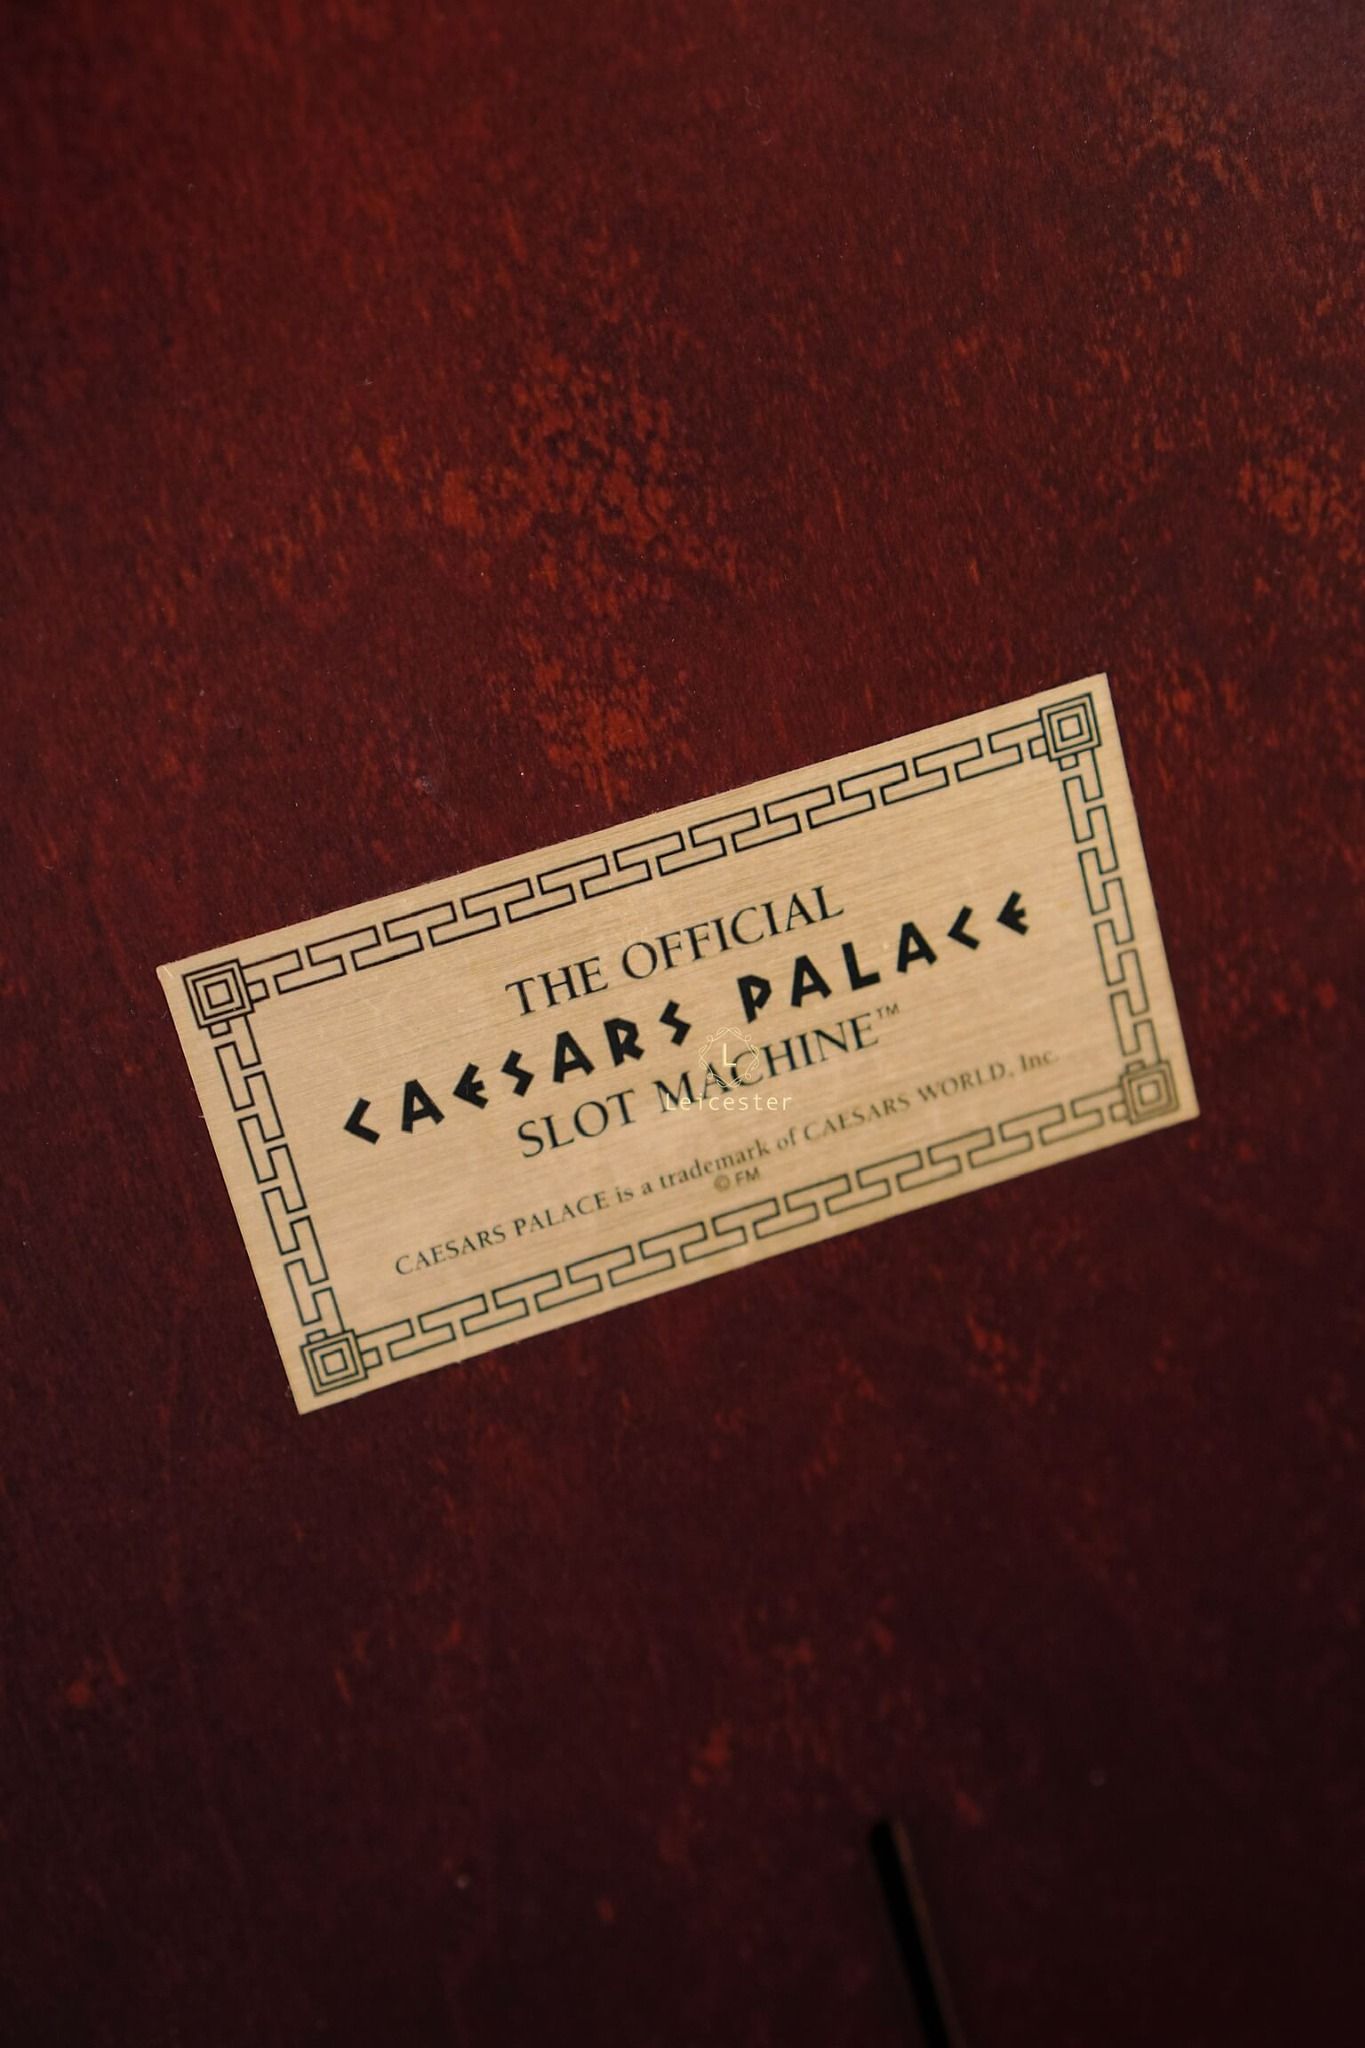 THE OFFICIAL
CAESARS PALACE
SLOT MACHINE™
CAESARS PALACE is a trademark of CAESARS WORLD, Inc.
© FM
L
Leicester